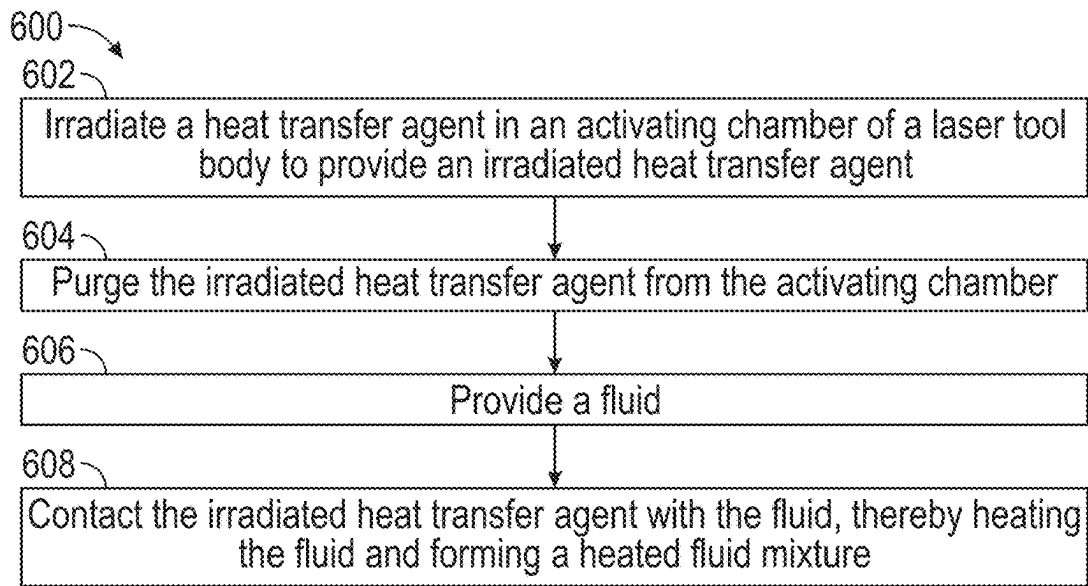 600
602
Irradiate a heat transfer agent in an activating chamber of a laser tool
body to provide an irradiated heat transfer agent
604
Purge the irradiated heat transfer agent from the activating chamber
606
Provide a fluid
608
Contact the irradiated heat transfer agent with the fluid, thereby heating
the fluid and forming a heated fluid mixture